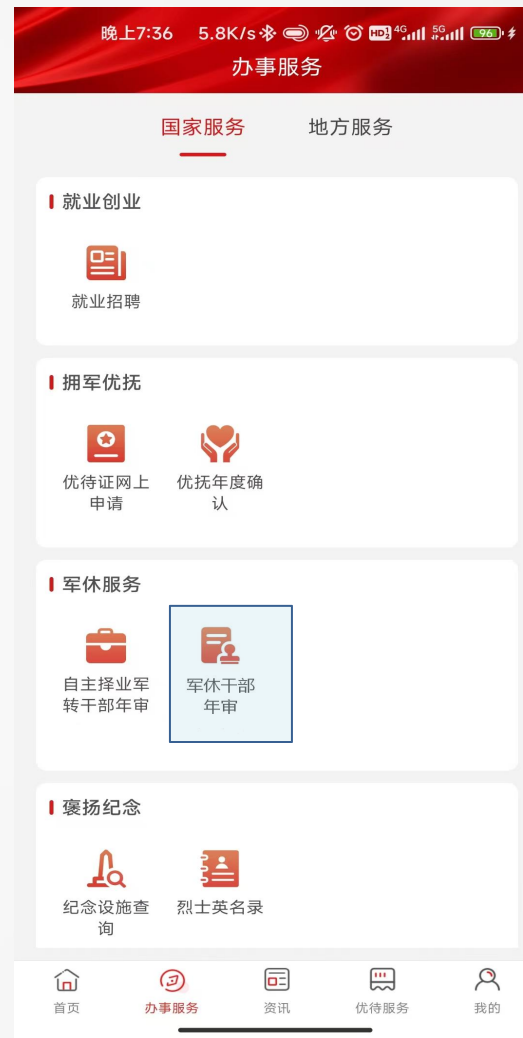 晚上7:36 5.8K/s HD 4G 5G 96
办事服务
国家服务 地方服务
就业创业
就业招聘
拥军优抚
优待证网上 优抚年度确
申请 认
军休服务
自主择业军 军休干部
转干部年审 年审
褒扬纪念
纪念设施查 烈士英名录
询
首页 办事服务 资讯 优待服务 我的